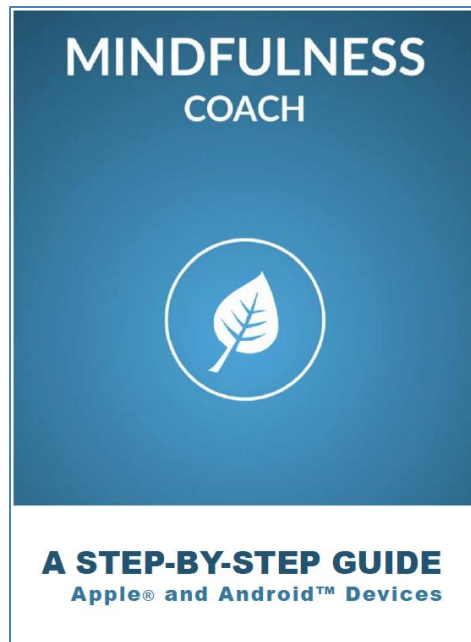 MINDFULNESS
COACH
A STEP-BY-STEP GUIDE
Apple® and Android™ Devices